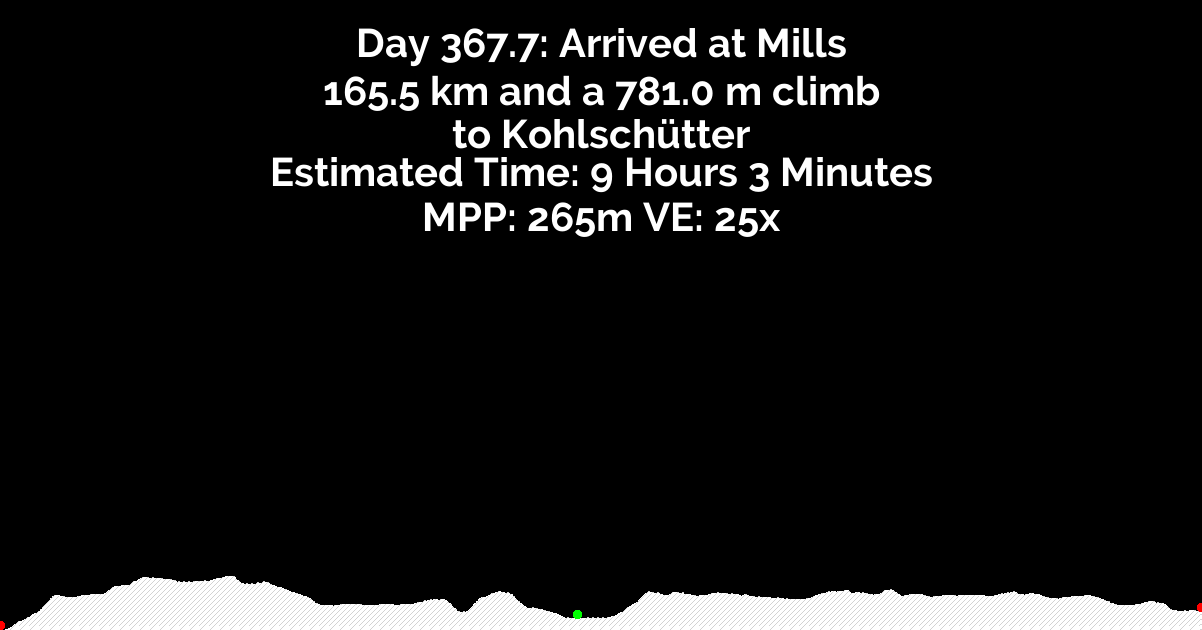 Day 367.7: Arrived at Mills
165.5 km and a 781.0 m climb
to Kohlschütter
Estimated Time: 9 Hours 3 Minutes
MPP: 265m VE: 25x